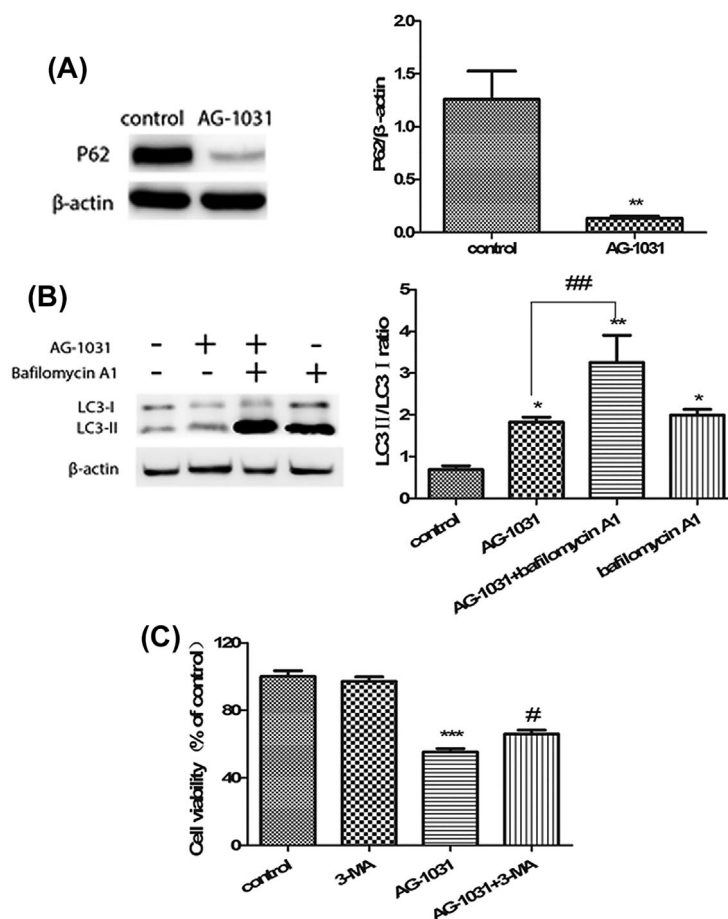 (A)
control AG-1031
P62
β-actin
P62/β-actin
1.5
1.0
0.5
0.0
**
control
AG-1031
(B)
AG-1031 - + + -
Bafilomycin A1 - - + +
LC3-I
LC3-II
β-actin
LC3 II/LC3 I ratio
5
4
3
2
1
0
##
*
**
*
control
AG-1031
AG-1031+bafilomycin A1
bafilomycin A1
(C)
Cell viability (% of control)
120
80
40
0
***
#
control
3-MA
AG-1031
AG-1031+3-MA